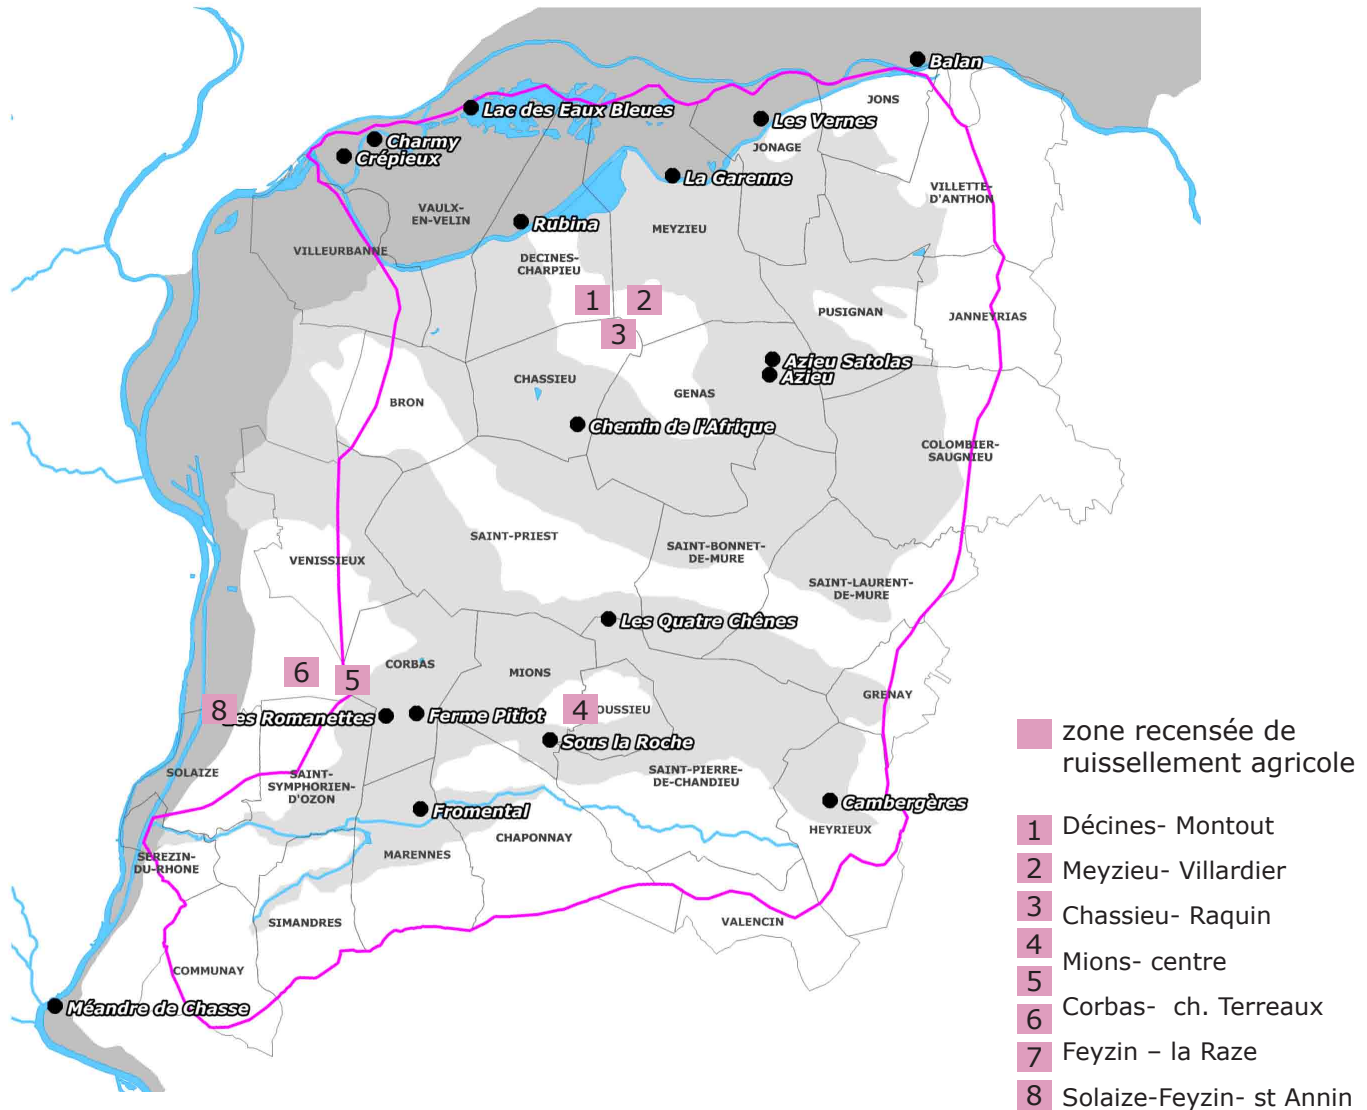 Balan
JONS
Lac des Eaux Bleues
Les Vernes
Charmy
Crépieux
JONAGE
La Garenne
VILLETTE-
D'ANTHON
VAULX-
EN-VELIN
Rubina
MEYZIEU
VILLEURBANNE
DECINES-
CHARPIEU
1
2
3
PUSIGNAN
JANNEYRIAS
Azieu Satolas
Azieu
CHASSIEU
GENAS
BRON
Chemin de l'Afrique
COLOMBIER-
SAUGNIEU
SAINT-PRIEST
SAINT-BONNET-
DE-MURE
VENISSIEUX
SAINT-LAURENT-
DE-MURE
Les Quatre Chênes
CORBAS
MIONS
6
5
GRENAY
8
es Romanettes
Ferme Pitiot
4
OUSSIEU
Sous la Roche
SOLAIZE
SAINT-
SYMPHORIEN-
D'OZON
SAINT-PIERRE-
DE-CHANDIEU
Cambergères
Fromental
HEYRIEUX
CHAPONNAY
MARENNES
SEREZIN-
DU-RHONE
SIMANDRES
VALENCIN
COMMUNAY
Méandre de Chasse
zone recensée de
ruissellement agricole
1 Décines- Montout
2 Meyzieu- Villardier
3 Chassieu- Raquin
4 Mions- centre
5 Corbas- ch. Terreaux
6 Feyzin – la Raze
7 Solaize-Feyzin- st Annin
8